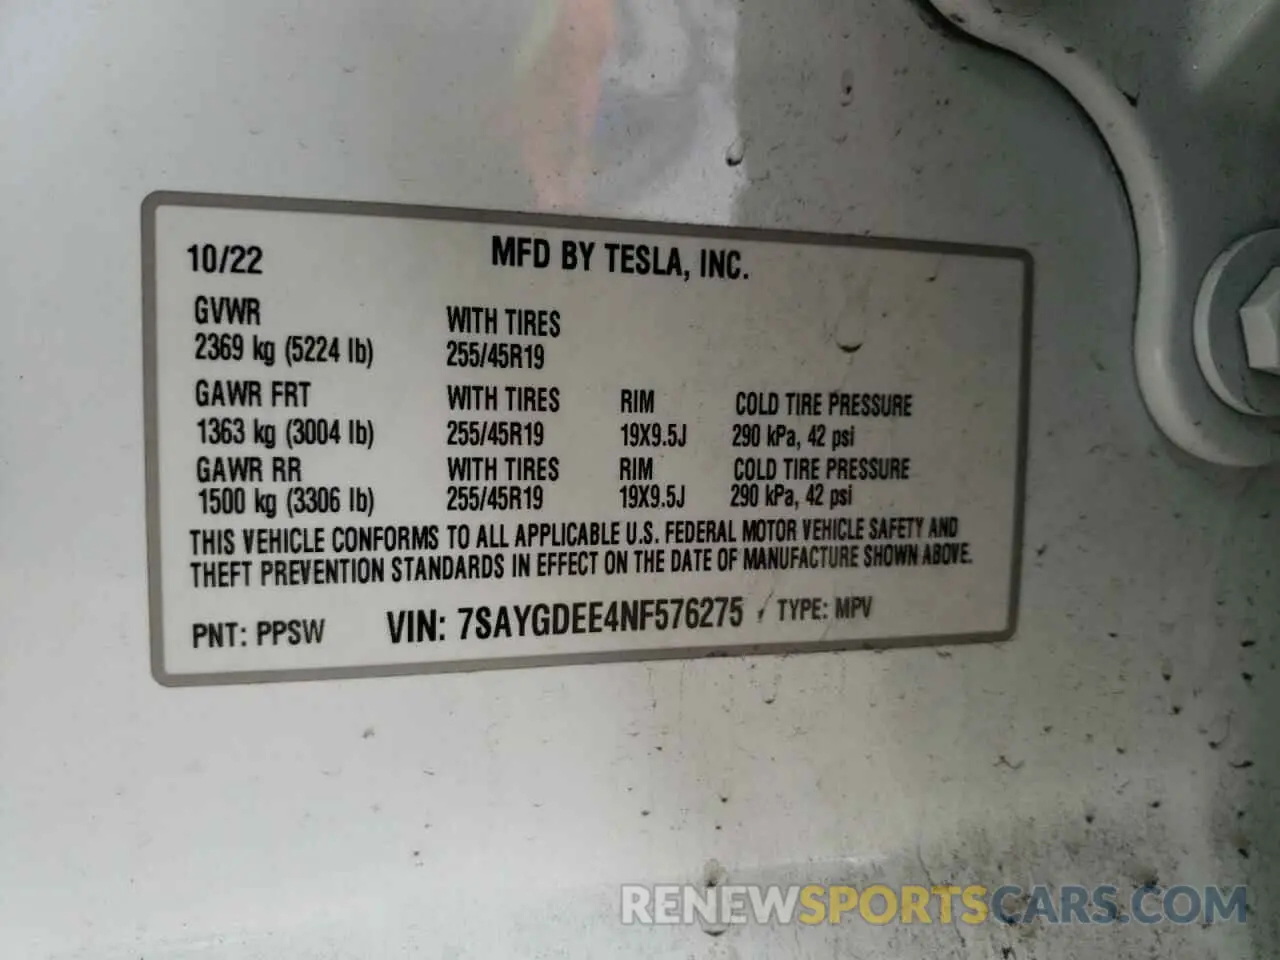 10/22 MFD BY TESLA, INC.
GVWR WITH TIRES
2369 kg (5224 lb) 255/45R19
GAWR FRT WITH TIRES RIM COLD TIRE PRESSURE
1363 kg (3004 lb) 255/45R19 19X9.5J 290 kPa, 42 psi
GAWR RR WITH TIRES RIM COLD TIRE PRESSURE
1500 kg (3306 lb) 255/45R19 19X9.5J 290 kPa, 42 psi
THIS VEHICLE CONFORMS TO ALL APPLICABLE U.S. FEDERAL MOTOR VEHICLE SAFETY AND
THEFT PREVENTION STANDARDS IN EFFECT ON THE DATE OF MANUFACTURE SHOWN ABOVE.
PNT: PPSW VIN: 7SAYGDEE4NF576275 TYPE: MPV
RENEWSPORTSCARS.COM